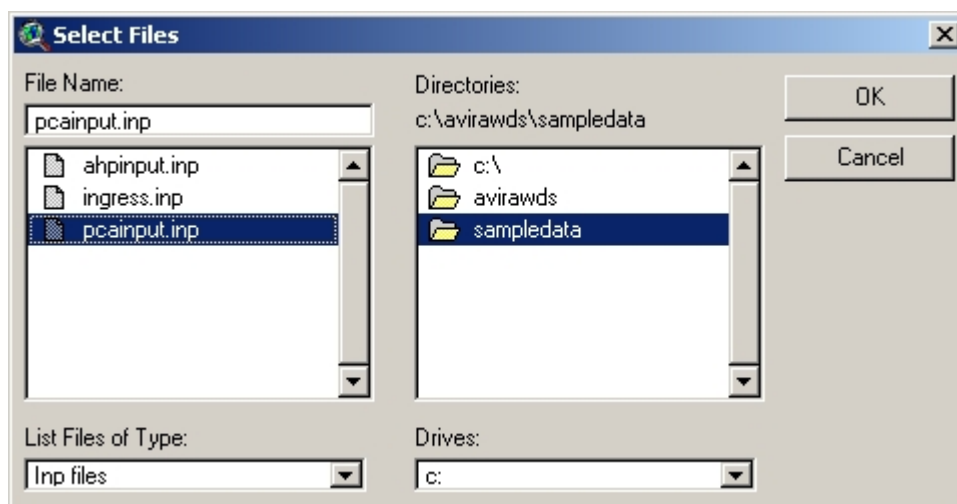 Select Files
File Name:
pcainput.inp
ahpinput.inp
ingress.inp
pcainput.inp
List Files of Type:
Inp files
Directories:
c:\avirawds\sampledata
c:\
avirawds
sampledata
Drives:
c:
OK
Cancel